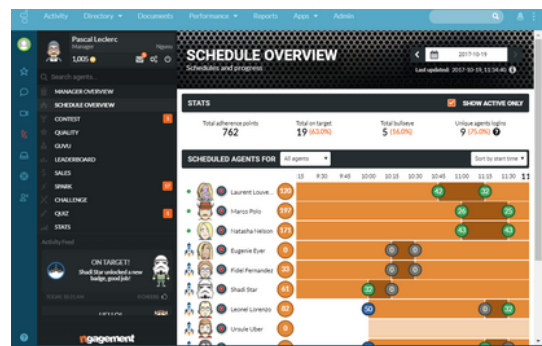 Activity Directory Documents Performance Reports Apps Admin
Pascal Leclerc
Manager
1,005
Search agents...
MANAGER OVERVIEW
SCHEDULE OVERVIEW
CONTEST
QUALITY
GUVU
LEADERBOARD
SALES
SPARK
CHALLENGE
QUIZ
STATS
Activity Feed
ON TARGET!
Shadi Star unlocked a new
badge, good job!
ngagement
SCHEDULE OVERVIEW
Schedules and progress
2017-10-19
Last updated: 2017-10-19, 11:54:40
STATS
SHOW ACTIVE ONLY
Total adherence points
762
Total on target
19 (63.0%)
Total bullseye
5 (16.0%)
Unique agents logins
9 (75.0%)
SCHEDULED AGENTS FOR All agents Sort by start time
:15 9:30 9:45 10:00 10:15 10:30 10:45 11:00 11:15 11:30 11
Laurent Louve... 120 42 32
Marco Polo 197 26 25
Natasha Nelson 171 43 43
Eugenie Eyer 0 0 0
Fidel Fernandez 33 0 0
Shadi Star 61 32 0
Leonel Lorenzo 82 50 0 32
Ursule Uber 0